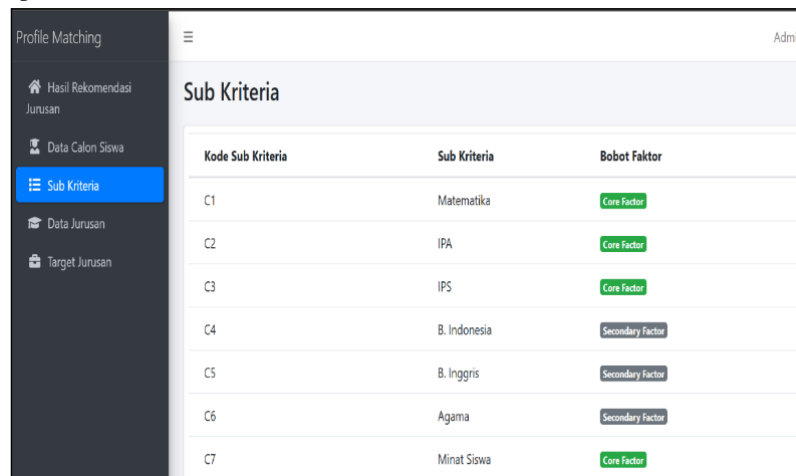 Profile Matching
Admi
Hasil Rekomendasi
Jurusan
Data Calon Siswa
Sub Kriteria
Data Jurusan
Target Jurusan
Sub Kriteria
Kode Sub Kriteria Sub Kriteria Bobot Faktor
C1 Matematika Core Factor
C2 IPA Core Factor
C3 IPS Core Factor
C4 B. Indonesia Secondary Factor
C5 B. Inggris Secondary Factor
C6 Agama Secondary Factor
C7 Minat Siswa Core Factor